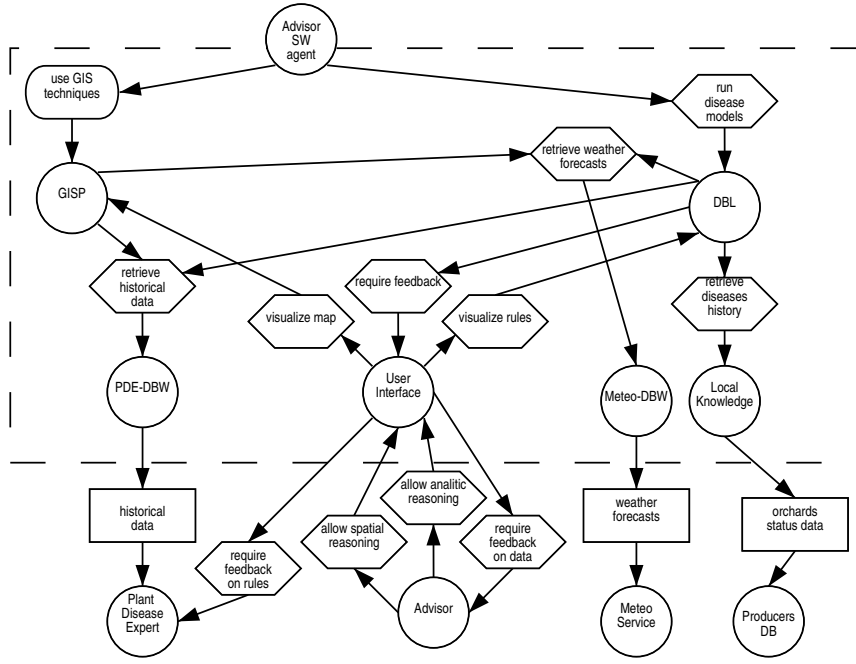 Advisor
SW
agent
use GIS
techniques
run
disease
models
retrieve weather
forecasts
GISP
DBL
retrieve
historical
data
require feedback
retrieve
diseases
history
visualize map
visualize rules
PDE-DBW
User
Interface
Meteo-DBW
Local
Knowledge
allow analitic
reasoning
historical
data
allow spatial
reasoning
require
feedback
on data
weather
forecasts
orchards
status data
require
feedback
on rules
Plant
Disease
Expert
Advisor
Meteo
Service
Producers
DB